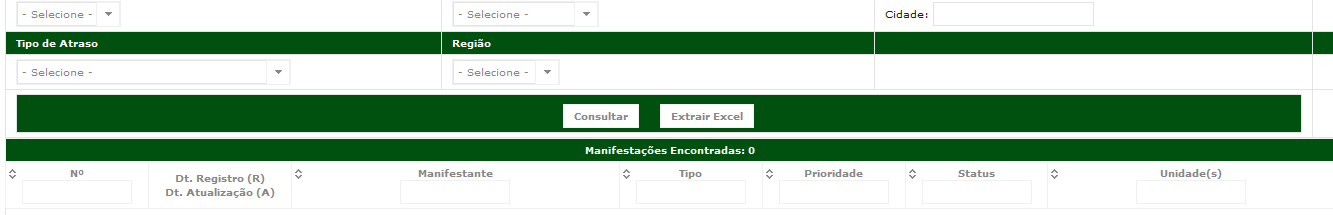 - Selecione -
- Selecione -
Cidade:
Tipo de Atraso
Região
- Selecione -
- Selecione -
Consultar
Extrair Excel
Manifestações Encontradas: 0
Nº
Dt. Registro (R)
Dt. Atualização (A)
Manifestante
Tipo
Prioridade
Status
Unidade(s)